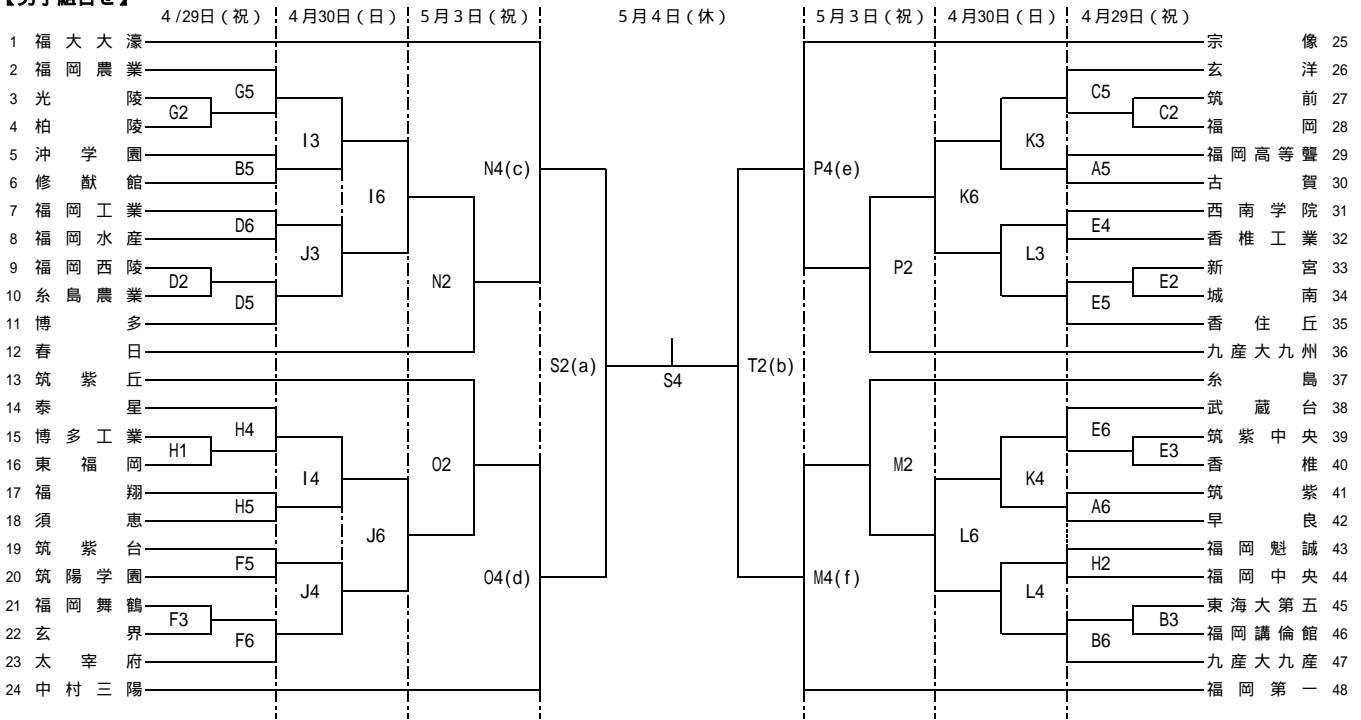 【男子組合せ】
4/29日(祝) 4月30日(日) 5月3日(祝) 5月4日(休) 5月3日(祝) 4月30日(日) 4月29日(祝)
1 福大大濠 宗像 25
2 福岡農業 玄洋 26
G5 C5
3 光陵 筑前 27
G2 C2
4 柏陵 福岡 28
I3 K3
5 沖学園 福岡高等聾 29
B5 N4(c) P4(e) A5
6 修猷館 古賀 30
I6 K6
7 福岡工業 西南学院 31
D6 E4
8 福岡水産 香椎工業 32
J3 L3
9 福岡西陵 新宮 33
D2 N2 P2 E2
10 糸島農業 城南 34
D5 E5
11 博多 香住丘 35
12 春日 九産大九州 36
S2(a) S4 T2(b)
13 筑紫丘 糸島 37
14 泰星 武蔵台 38
H4 E6
15 博多工業 筑紫中央 39
H1 O2 M2 E3
16 東福岡 香椎 40
I4 K4
17 福翔 筑紫 41
H5 A6
18 須恵 早良 42
J6 L6
19 筑紫台 福岡魁誠 43
F5 H2
20 筑陽学園 福岡中央 44
O4(d) M4(f)
J4 L4
21 福岡舞鶴 東海大第五 45
F3 B3
22 玄界 福岡講倫館 46
F6 B6
23 太宰府 九産大九産 47
24 中村三陽 福岡第一 48